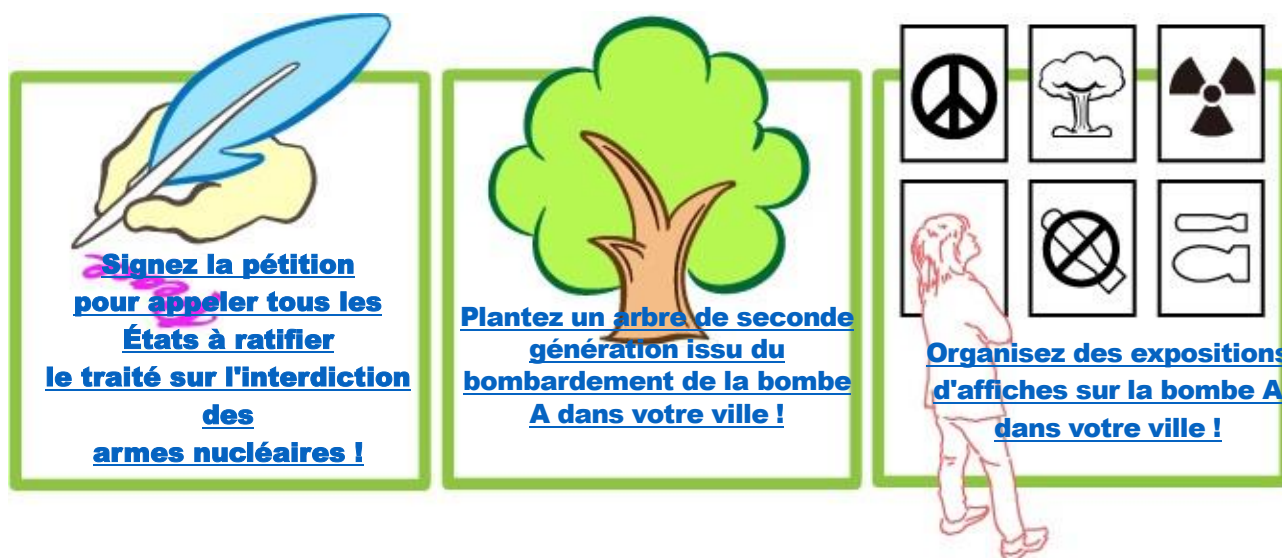 Signez la pétition
pour appeler tous les
États à ratifier
le traité sur l'interdiction
des
armes nucléaires !
Plantez un arbre de seconde
génération issu du
bombardement de la bombe
A dans votre ville !
Organisez des expositions
d'affiches sur la bombe A
dans votre ville !